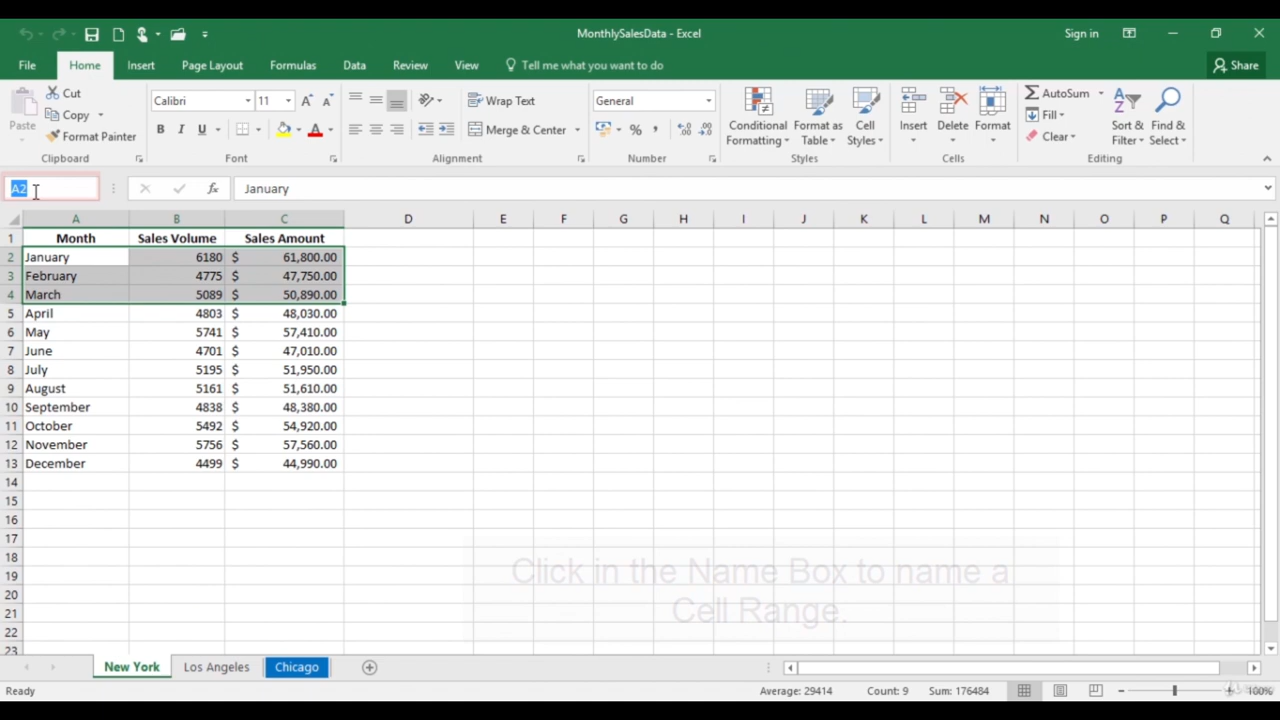 MonthlySalesData - Excel
Sign in
File Home Insert Page Layout Formulas Data Review View Tell me what you want to do Share
Paste Cut Calibri 11 Wrap Text General Conditional Formatting Format as Table Cell Styles Insert Delete Format AutoSum Sort & Filter Find & Select
Copy Fill
Format Painter B I U A Merge & Center $ % , Clear
Clipboard Font Alignment Number Styles Cells Editing
A2 fx January
A B C D E F G H I J K L M N O P Q
1 Month Sales Volume Sales Amount
2 January 6180 $ 61,800.00
3 February 4775 $ 47,750.00
4 March 5089 $ 50,890.00
5 April 4803 $ 48,030.00
6 May 5741 $ 57,410.00
7 June 4701 $ 47,010.00
8 July 5195 $ 51,950.00
9 August 5161 $ 51,610.00
10 September 4838 $ 48,380.00
11 October 5492 $ 54,920.00
12 November 5756 $ 57,560.00
13 December 4499 $ 44,990.00
14
15
16
17
18
Click in the Name Box to name a
19
20
Cell Range.
21
22
23
New York Los Angeles Chicago
Ready Average: 29414 Count: 9 Sum: 176484 100%